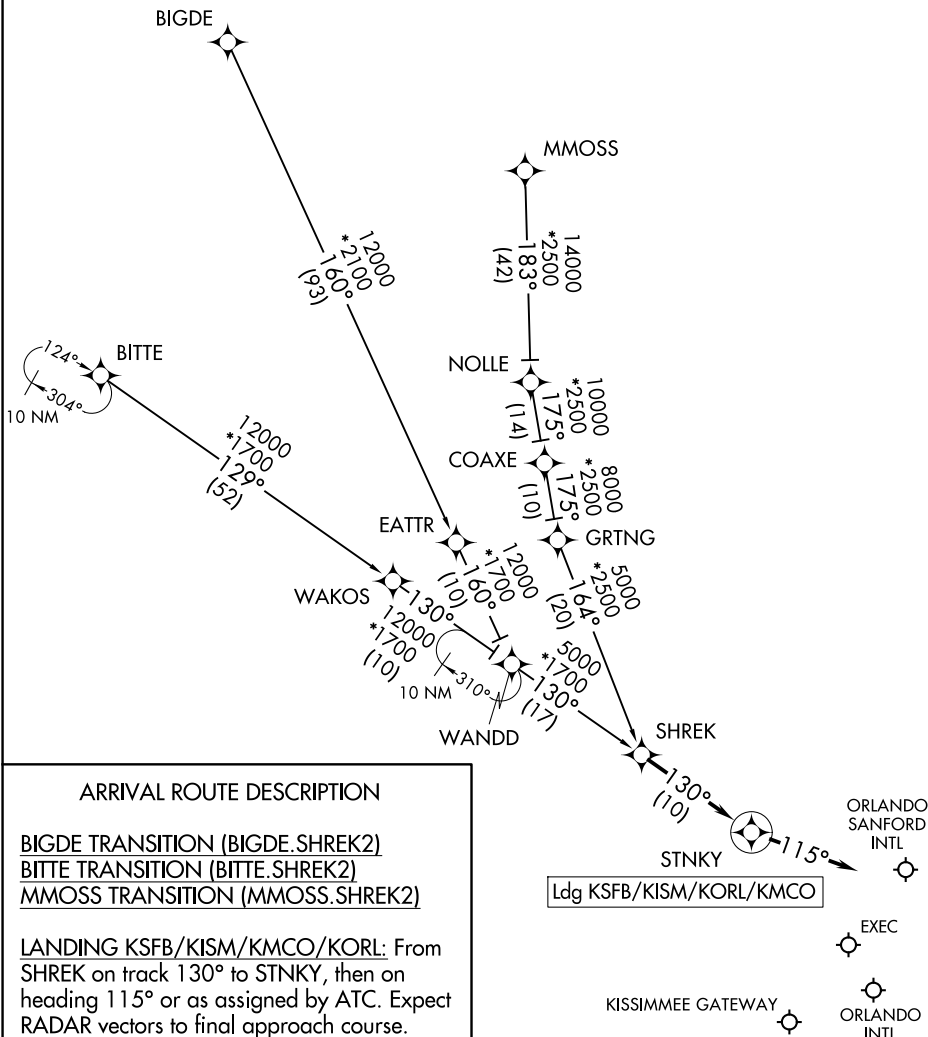 BIGDE
MMOSS
12000
*2100
160°
(93)
14000
*2500
183°
(42)
BITTE
124°
304°
10 NM
NOLLE
10000
*2500
175°
(14)
12000
*1700
129°
(52)
COAXE
8000
*2500
175°
(10)
EATTR
GRTNG
12000
*1700
160°
(10)
5000
*2500
164°
(20)
WAKOS
130°
12000
*1700
(10)
310°
10 NM
5000
*1700
130°
(17)
WANDD
SHREK
130°
(10)
STNKY
115°
Ldg KSFB/KISM/KORL/KMCO
ORLANDO
SANFORD
INTL
EXEC
KISSIMMEE GATEWAY
ORLANDO
INTL
ARRIVAL ROUTE DESCRIPTION
BIGDE TRANSITION (BIGDE.SHREK2)
BITTE TRANSITION (BITTE.SHREK2)
MMOSS TRANSITION (MMOSS.SHREK2)
LANDING KSFB/KISM/KMCO/KORL: From
SHREK on track 130° to STNKY, then on
heading 115° or as assigned by ATC. Expect
RADAR vectors to final approach course.